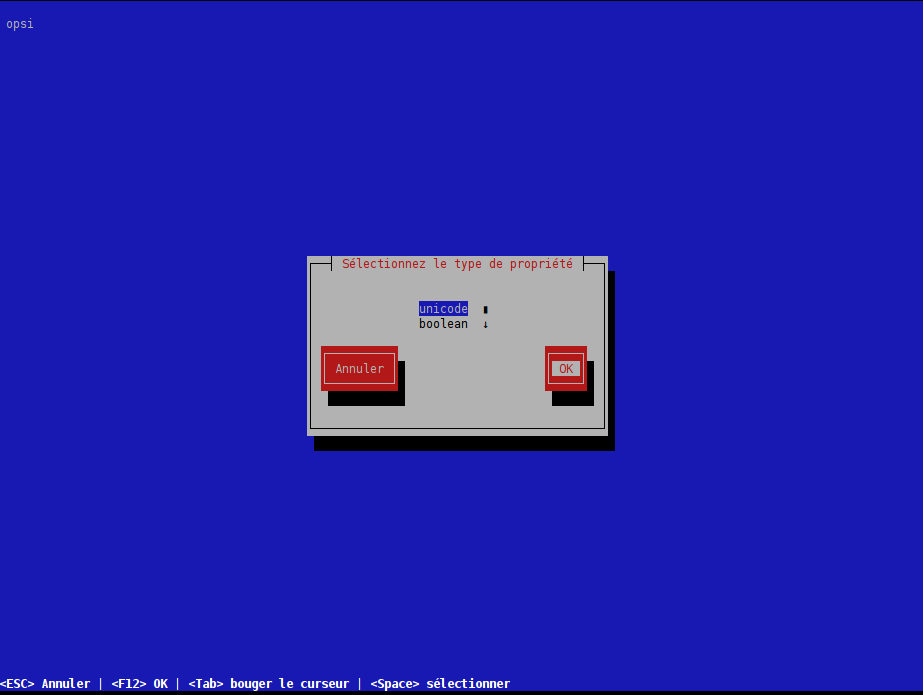 opsi
Sélectionnez le type de propriété
unicode
boolean ↓
Annuler OK
<ESC> Annuler | <F12> OK | <Tab> bouger le curseur | <Space> sélectionner